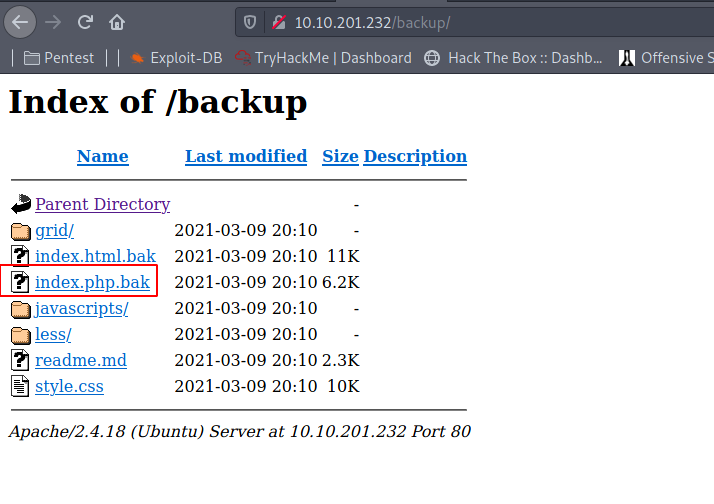 10.10.201.232/backup/
Pentest Exploit-DB TryHackMe | Dashboard Hack The Box :: Dashb... Offensive S
Index of /backup
Name Last modified Size Description
Parent Directory -
grid/ 2021-03-09 20:10 -
index.html.bak 2021-03-09 20:10 11K
index.php.bak 2021-03-09 20:10 6.2K
javascripts/ 2021-03-09 20:10 -
less/ 2021-03-09 20:10 -
readme.md 2021-03-09 20:10 2.3K
style.css 2021-03-09 20:10 10K
Apache/2.4.18 (Ubuntu) Server at 10.10.201.232 Port 80